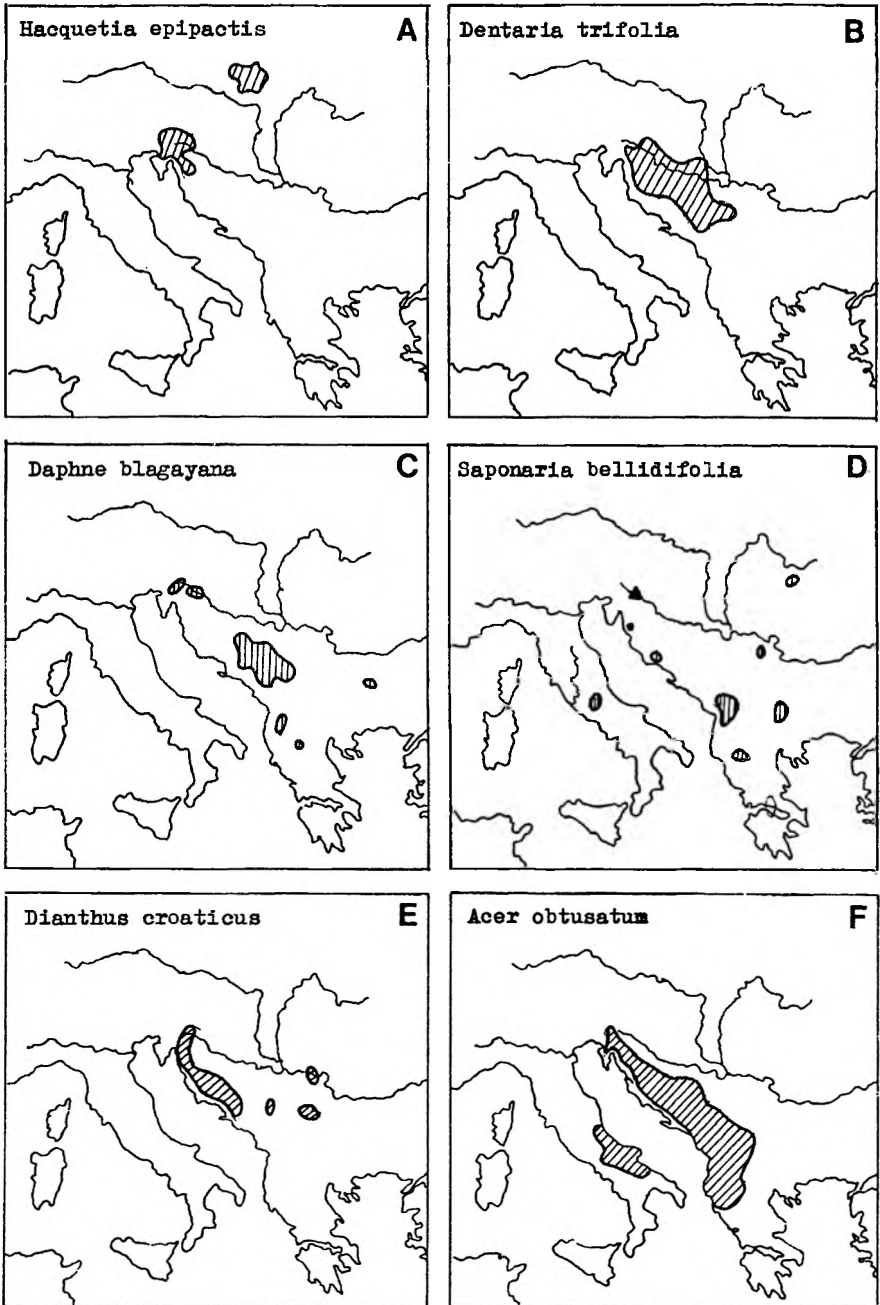 Hacquetia epipactis A
Dentaria trifolia B
Daphne blagayana C
Saponaria bellidifolia D
Dianthus croaticus E
Acer obtusatum F